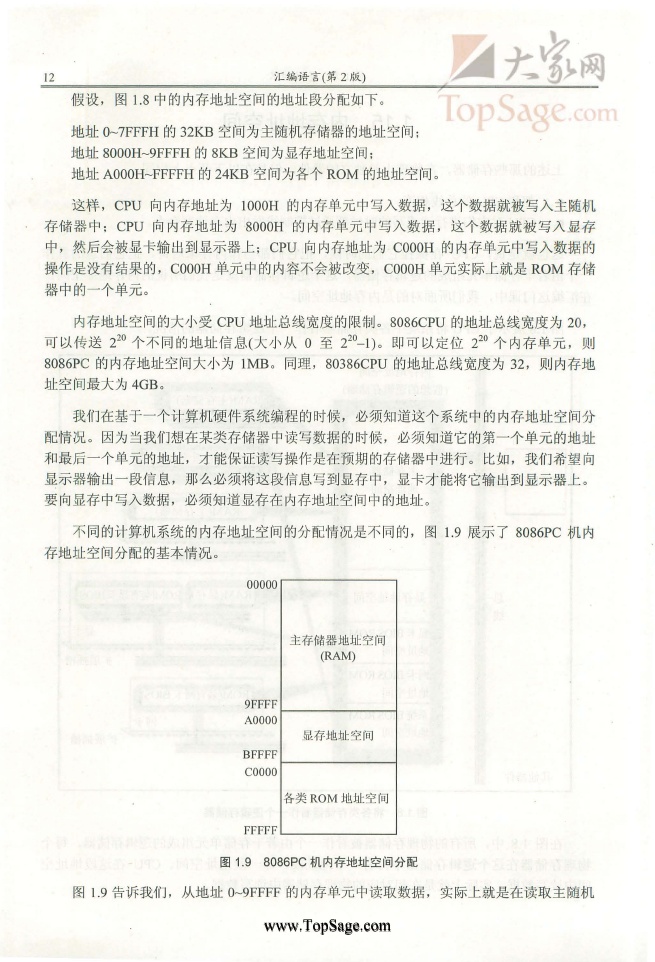 大家网
TopSage.com
12 汇编语言(第 2 版)
假设，图 1.8 中的内存地址空间的地址段分配如下。
地址 0~7FFFH 的 32KB 空间为主随机存储器的地址空间；
地址 8000H~9FFFH 的 8KB 空间为显存地址空间；
地址 A000H~FFFFH 的 24KB 空间为各个 ROM 的地址空间。
这样，CPU 向内存地址为 1000H 的内存单元中写入数据，这个数据就被写入主随机
存储器中；CPU 向内存地址为 8000H 的内存单元中写入数据，这个数据就被写入显存
中，然后会被显卡输出到显示器上；CPU 向内存地址为 C000H 的内存单元中写入数据的
操作是没有结果的，C000H 单元中的内容不会被改变，C000H 单元实际上就是 ROM 存储
器中的一个单元。
内存地址空间的大小受 CPU 地址总线宽度的限制。8086CPU 的地址总线宽度为 20，
可以传送 2²⁰ 个不同的地址信息(大小从 0 至 2²⁰–1)。即可以定位 2²⁰ 个内存单元，则
8086PC 的内存地址空间大小为 1MB。同理，80386CPU 的地址总线宽度为 32，则内存地
址空间最大为 4GB。
我们在基于一个计算机硬件系统编程的时候，必须知道这个系统中的内存地址空间分
配情况。因为当我们想在某类存储器中读写数据的时候，必须知道它的第一个单元的地址
和最后一个单元的地址，才能保证读写操作是在预期的存储器中进行。比如，我们希望向
显示器输出一段信息，那么必须将这段信息写到显存中，显卡才能将它输出到显示器上。
要向显存中写入数据，必须知道显存在内存地址空间中的地址。
不同的计算机系统的内存地址空间的分配情况是不同的，图 1.9 展示了 8086PC 机内
存地址空间分配的基本情况。
00000
主存储器地址空间
(RAM)
9FFFF
A0000
显存地址空间
BFFFF
C0000
各类 ROM 地址空间
FFFFF
图 1.9 8086PC 机内存地址空间分配
图 1.9 告诉我们，从地址 0~9FFFF 的内存单元中读取数据，实际上就是在读取主随机
www.TopSage.com